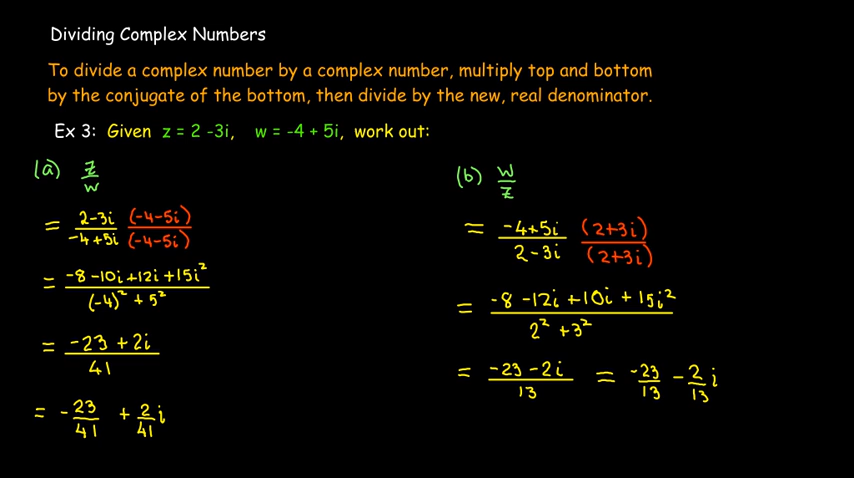 Dividing Complex Numbers
To divide a complex number by a complex number, multiply top and bottom
by the conjugate of the bottom, then divide by the new, real denominator.
Ex 3: Given z = 2 -3i, w = -4 + 5i, work out:
(a) z/w
= (2-3i)/(-4+5i) (-4-5i)/(-4-5i)
= (-8-10i+12i+15i²)/((-4)²+5²)
= (-23+2i)/41
= -23/41 + 2/41 i
(b) w/z
= (-4+5i)/(2-3i) (2+3i)/(2+3i)
= (-8-12i+10i+15i²)/(2²+3²)
= (-23-2i)/13 = -23/13 - 2/13 i